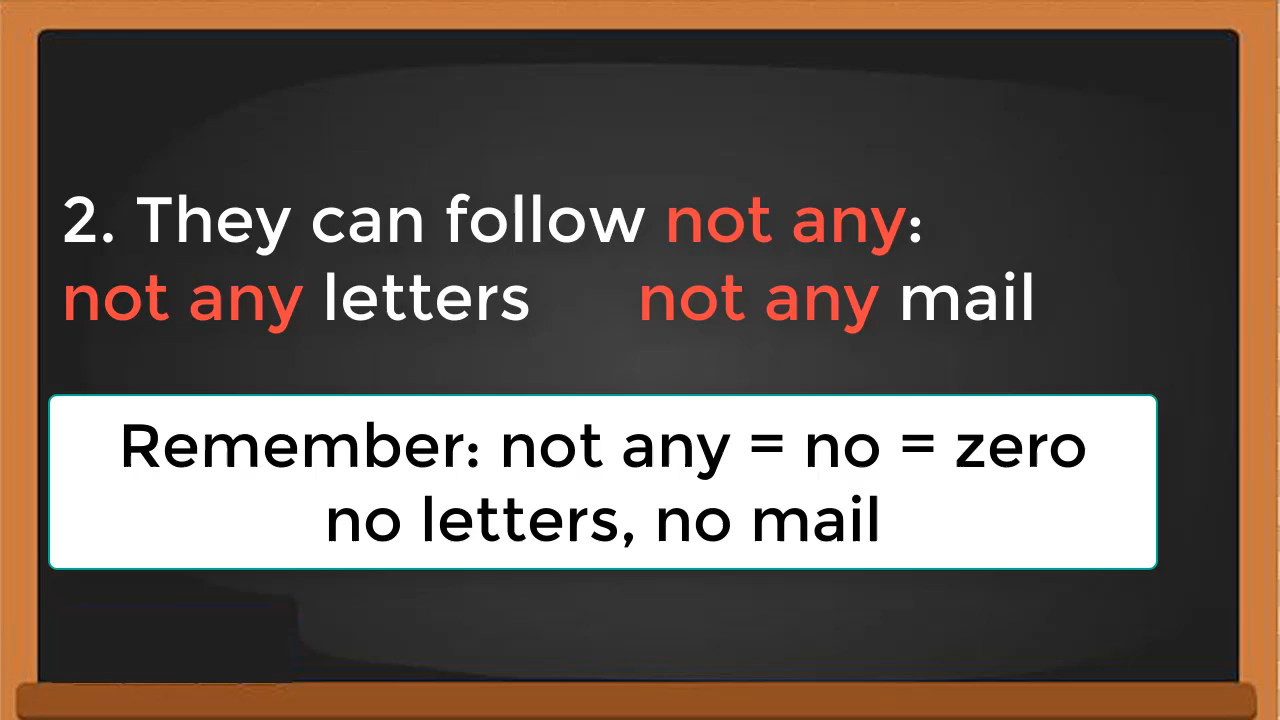 2. They can follow not any:
not any letters not any mail
Remember: not any = no = zero
no letters, no mail